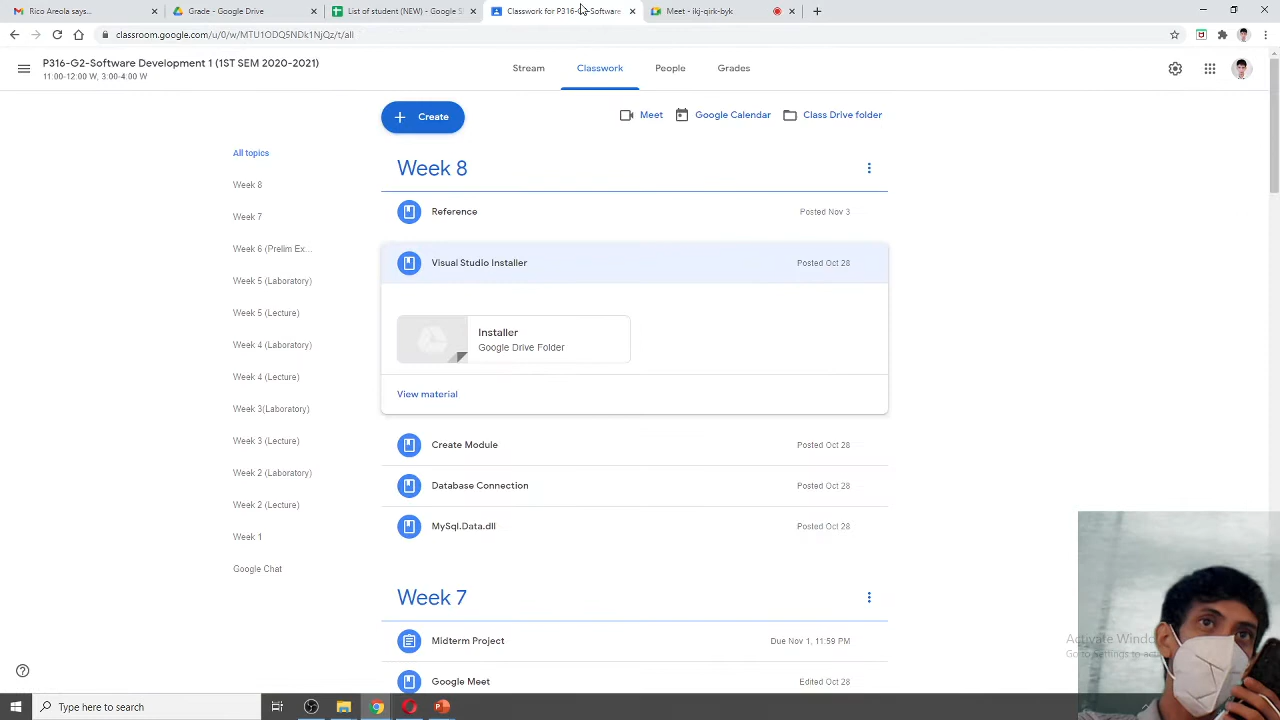 Rico Areola says..
Grade - Google Drive
List of student (NEW) - Google S
Classwork for P316-G2-Software
Meet - ikj-qirk-byk
classroom.google.com/u/0/w/MTU1ODQ5NDk1NjQz/t/all
P316-G2-Software Development 1 (1ST SEM 2020-2021)
11:00-12:00 W, 3:00-4:00 W
Stream
Classwork
People
Grades
Create
Meet
Google Calendar
Class Drive folder
All topics
Week 8
Week 7
Week 6 (Prelim Ex...
Week 5 (Laboratory)
Week 5 (Lecture)
Week 4 (Laboratory)
Week 4 (Lecture)
Week 3(Laboratory)
Week 3 (Lecture)
Week 2 (Laboratory)
Week 2 (Lecture)
Week 1
Google Chat
Week 8
Reference
Posted Nov 3
Visual Studio Installer
Posted Oct 28
Installer
Google Drive Folder
View material
Create Module
Posted Oct 28
Database Connection
Posted Oct 28
MySql.Data.dll
Posted Oct 28
Week 7
Midterm Project
Due Nov 1, 11:59 PM
Google Meet
Edited Oct 28
Activate Windo
Go to Settings to acti
Type here to search